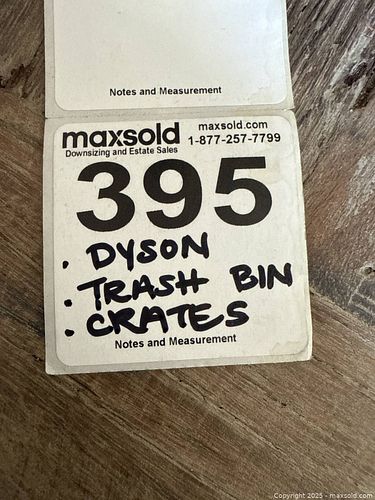 Notes and Measurement
maxsold maxsold.com
Downsizing and Estate Sales 1-877-257-7799
395
. DYSON
. TRASH BIN
. CRATES
Notes and Measurement
Copyright 2025 - maxsold.com